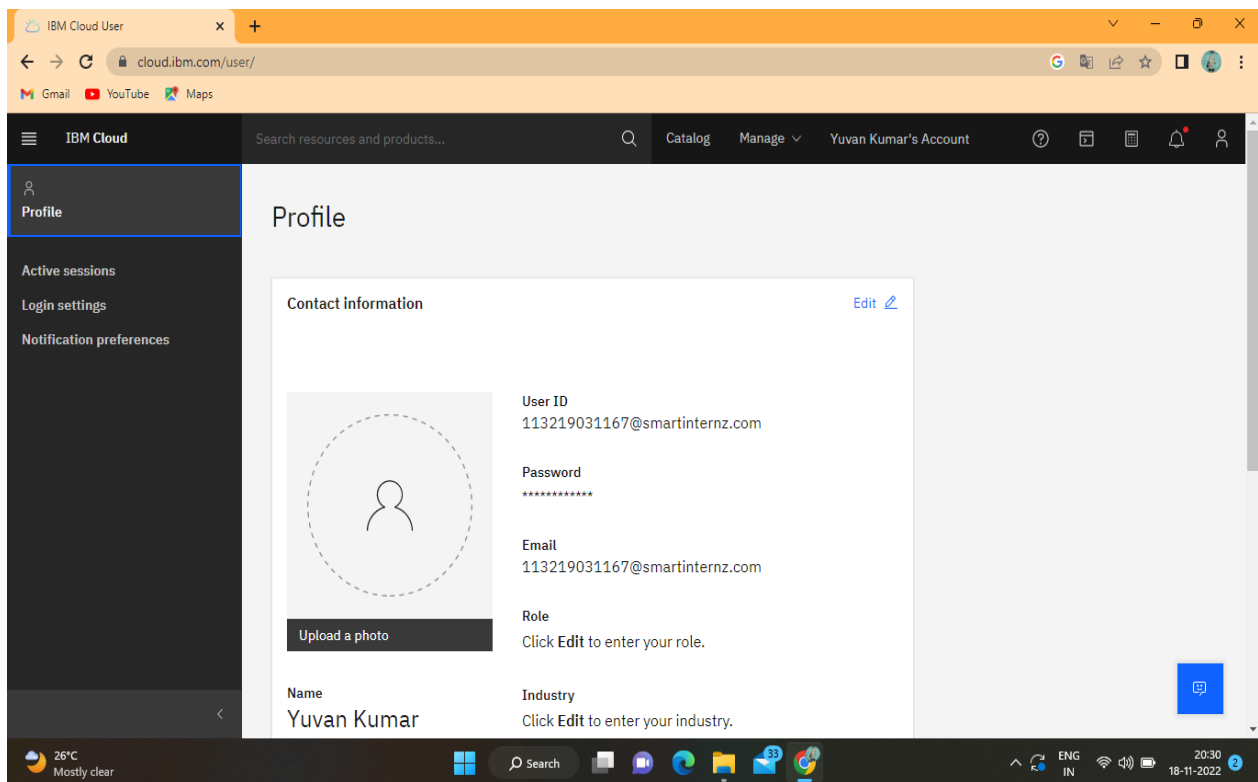 IBM Cloud User
cloud.ibm.com/user/
Gmail YouTube Maps
IBM Cloud
Search resources and products...
Catalog
Manage
Yuvan Kumar's Account
Profile
Active sessions
Login settings
Notification preferences
Profile
Contact information
Edit
User ID
113219031167@smartinternz.com
Password
************
Email
113219031167@smartinternz.com
Upload a photo
Role
Click Edit to enter your role.
Name
Yuvan Kumar
Industry
Click Edit to enter your industry.
26°C
Mostly clear
Search
33
ENG
IN
20:30
18-11-2022
2